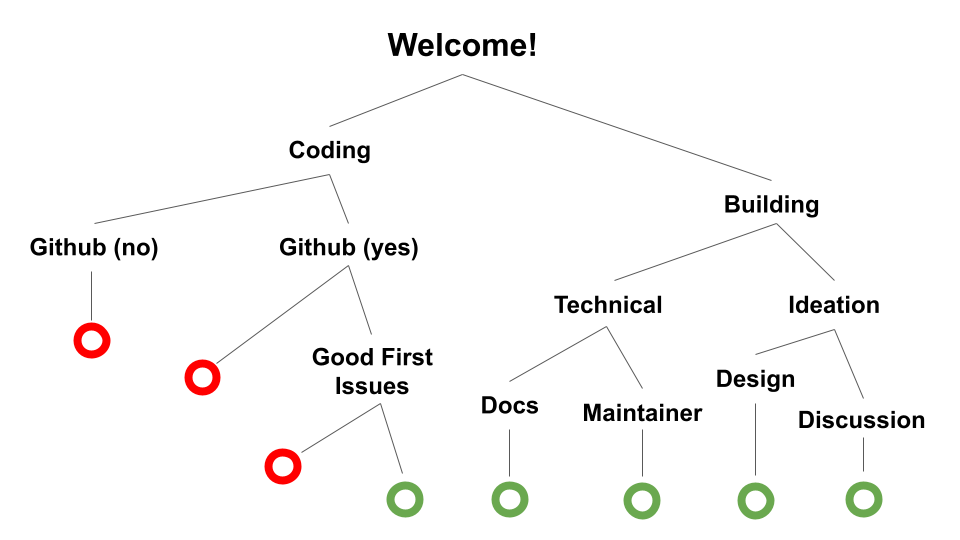 Welcome!
Coding
Building
Github (no)
Github (yes)
Technical
Ideation
Good First
Issues
Design
Docs
Maintainer
Discussion